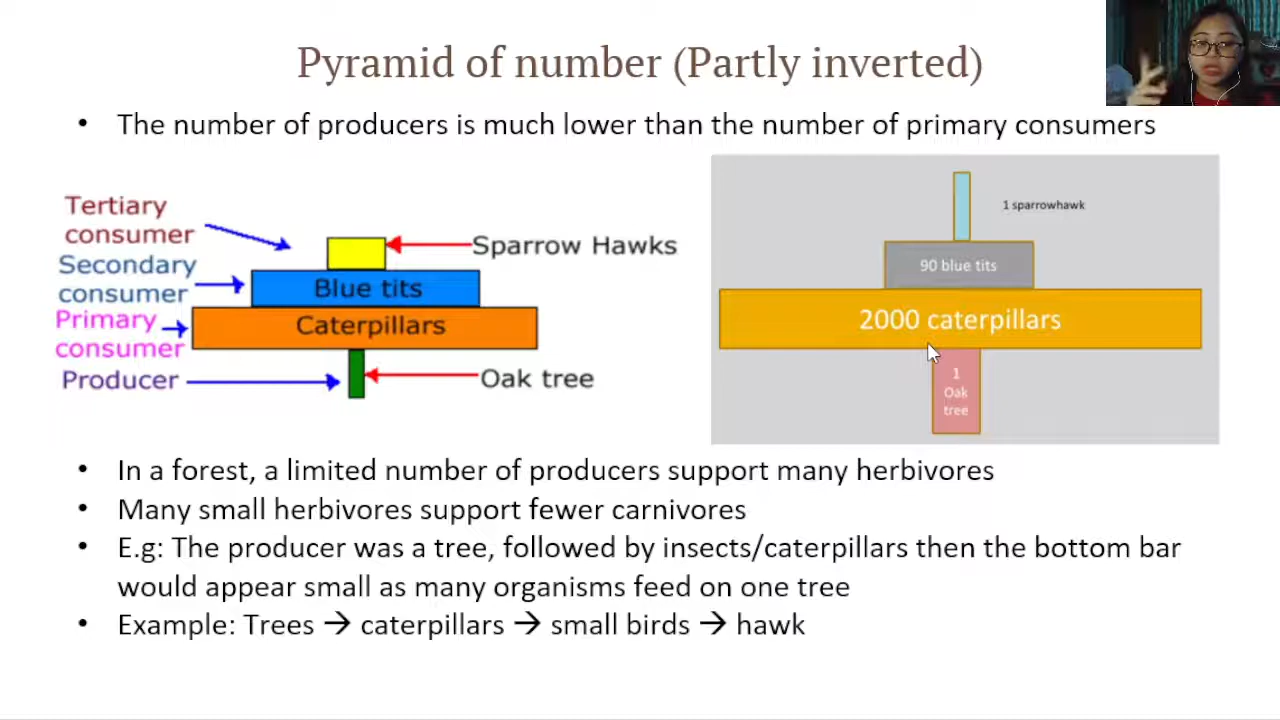 Pyramid of number (Partly inverted)
• The number of producers is much lower than the number of primary consumers
Tertiary
consumer
Sparrow Hawks
Secondary
consumer
Blue tits
Primary
consumer
Caterpillars
Producer
Oak tree
1 sparrowhawk
90 blue tits
2000 caterpillars
1
Oak
tree
• In a forest, a limited number of producers support many herbivores
• Many small herbivores support fewer carnivores
• E.g: The producer was a tree, followed by insects/caterpillars then the bottom bar
would appear small as many organisms feed on one tree
• Example: Trees → caterpillars → small birds → hawk